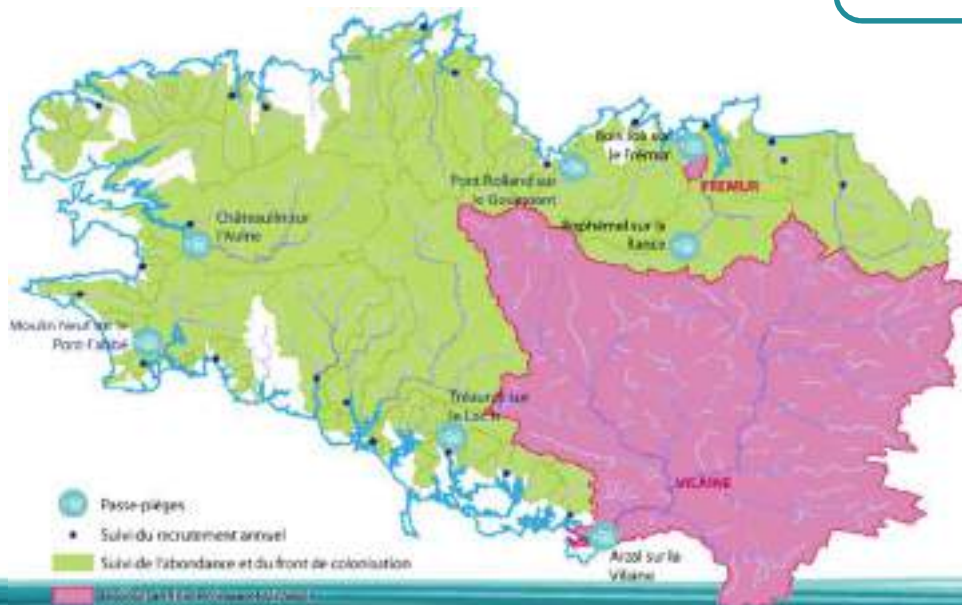 Bois Joli sur
le Frémur
FREMUR
Pont Rolland sur
le Gouessant
Rophémel sur la
Rance
Châteaulin sur
l'Aulne
Moulin Neuf sur le
Pont-l'abbé
Tréauray sur
le Loc'h
VILAINE
Arzal sur la
Vilaine
Passe-pièges
Suivi du recrutement annuel
Suivi de l'abondance et du front de colonisation